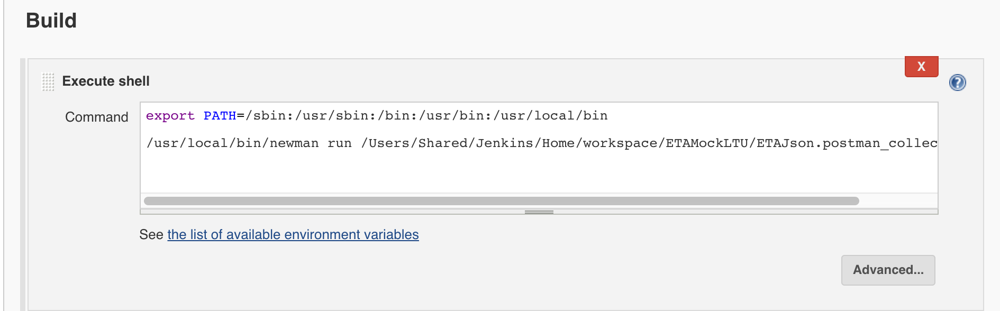 Build
X
Execute shell
?
Command
export PATH=/sbin:/usr/sbin:/bin:/usr/bin:/usr/local/bin
/usr/local/bin/newman run /Users/Shared/Jenkins/Home/workspace/ETAMockLTU/ETAJson.postman_collec
See the list of available environment variables
Advanced...